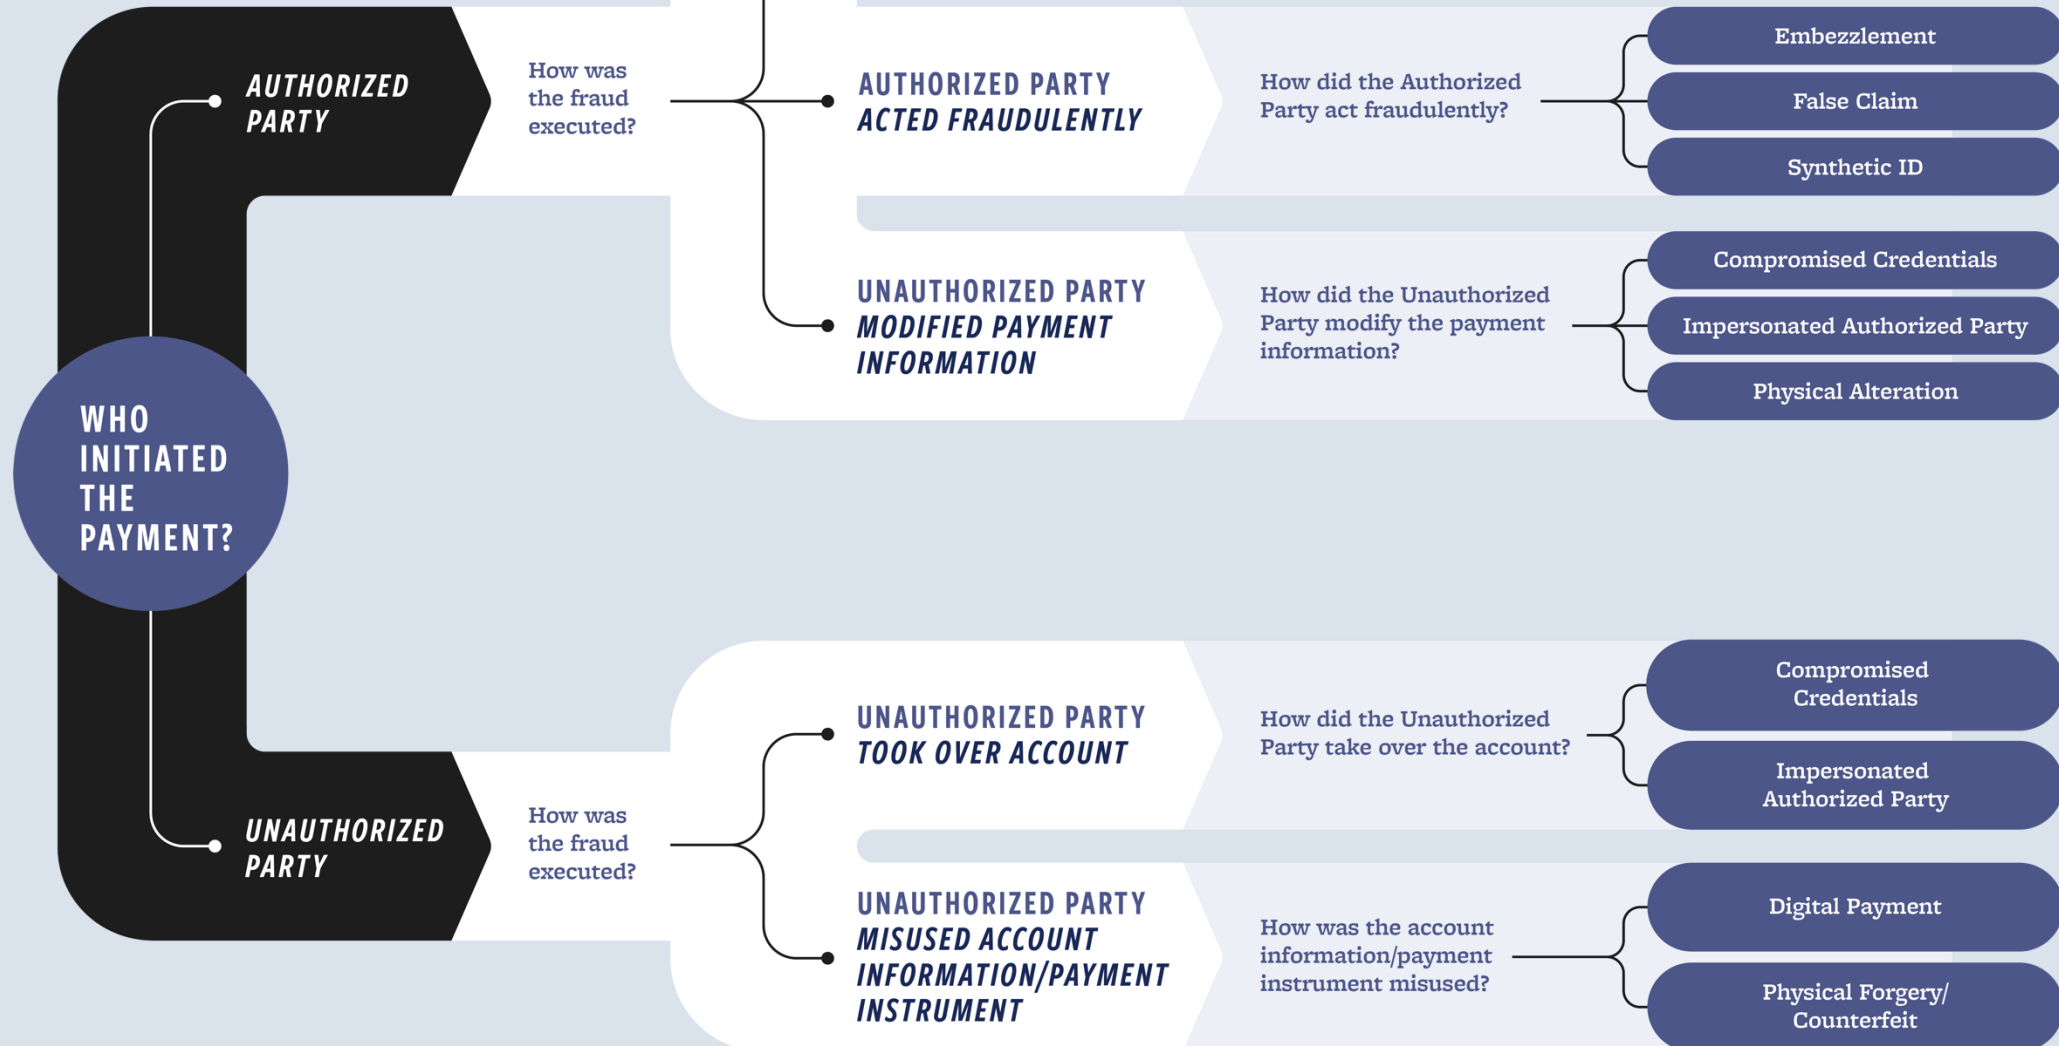 AUTHORIZED
PARTY
How was
the fraud
executed?
AUTHORIZED PARTY
ACTED FRAUDULENTLY
How did the Authorized
Party act fraudulently?
Embezzlement
False Claim
Synthetic ID
UNAUTHORIZED PARTY
MODIFIED PAYMENT
INFORMATION
How did the Unauthorized
Party modify the payment
information?
Compromised Credentials
Impersonated Authorized Party
Physical Alteration
WHO
INITIATED
THE
PAYMENT?
UNAUTHORIZED
PARTY
How was
the fraud
executed?
UNAUTHORIZED PARTY
TOOK OVER ACCOUNT
How did the Unauthorized
Party take over the account?
Compromised
Credentials
Impersonated
Authorized Party
UNAUTHORIZED PARTY
MISUSED ACCOUNT
INFORMATION/PAYMENT
INSTRUMENT
How was the account
information/payment
instrument misused?
Digital Payment
Physical Forgery/
Counterfeit